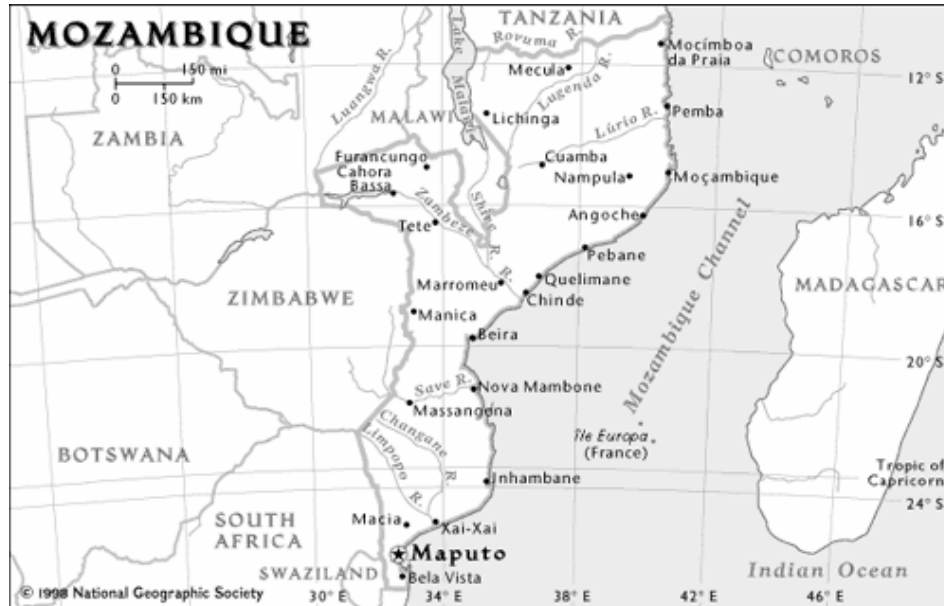 MOZAMBIQUE
0 150 mi
0 150 km
TANZANIA
Rovuma R.
Mocímboa
da Praia
COMOROS
12° S
Mecula
Lugenda R.
Luangwa R.
Lake Malawi
MALAWI
Lichinga
Pemba
ZAMBIA
Lúrio R.
Furancungo
Cahora
Bassa
Cuamba
Nampula
Moçambique
Zambeze R.
Shire R.
Tete
Angoche
16° S
Pebane
Mozambique Channel
Quelimane
Marromeu
Chinde
MADAGASCAR
ZIMBABWE
Manica
Beira
20° S
Save R.
Nova Mambone
Massangena
Changane R.
Limpopo R.
Île Europa
(France)
BOTSWANA
Inhambane
Tropic of
Capricorn
24° S
SOUTH
AFRICA
Macia
Xai-Xai
Maputo
SWAZILAND
Bela Vista
Indian Ocean
© 1998 National Geographic Society
30° E 34° E 38° E 42° E 46° E